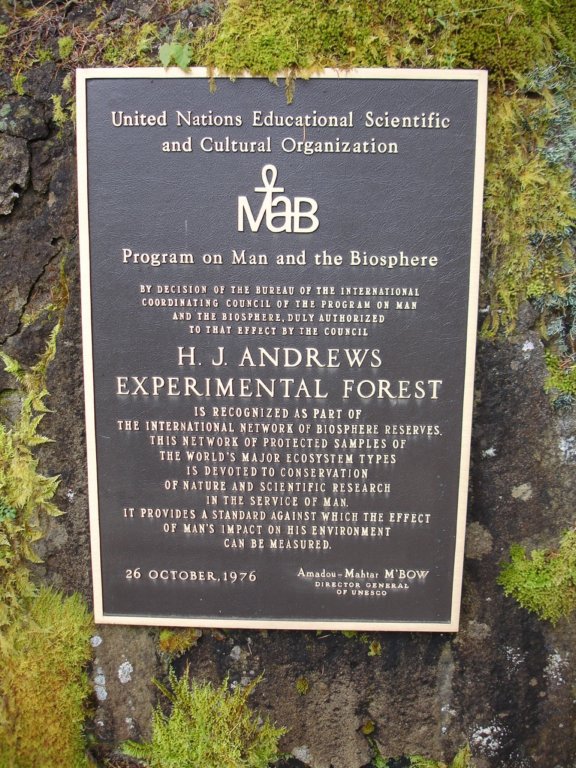 United Nations Educational Scientific
and Cultural Organization
MaB
Program on Man and the Biosphere
BY DECISION OF THE BUREAU OF THE INTERNATIONAL
COORDINATING COUNCIL OF THE PROGRAM ON MAN
AND THE BIOSPHERE, DULY AUTHORIZED
TO THAT EFFECT BY THE COUNCIL
H. J. ANDREWS
EXPERIMENTAL FOREST
IS RECOGNIZED AS PART OF
THE INTERNATIONAL NETWORK OF BIOSPHERE RESERVES.
THIS NETWORK OF PROTECTED SAMPLES OF
THE WORLD'S MAJOR ECOSYSTEM TYPES
IS DEVOTED TO CONSERVATION
OF NATURE AND SCIENTIFIC RESEARCH
IN THE SERVICE OF MAN.
IT PROVIDES A STANDARD AGAINST WHICH THE EFFECT
OF MAN'S IMPACT ON HIS ENVIRONMENT
CAN BE MEASURED.
26 OCTOBER, 1976
Amadou-Mahtar M'BOW
DIRECTOR GENERAL
OF UNESCO